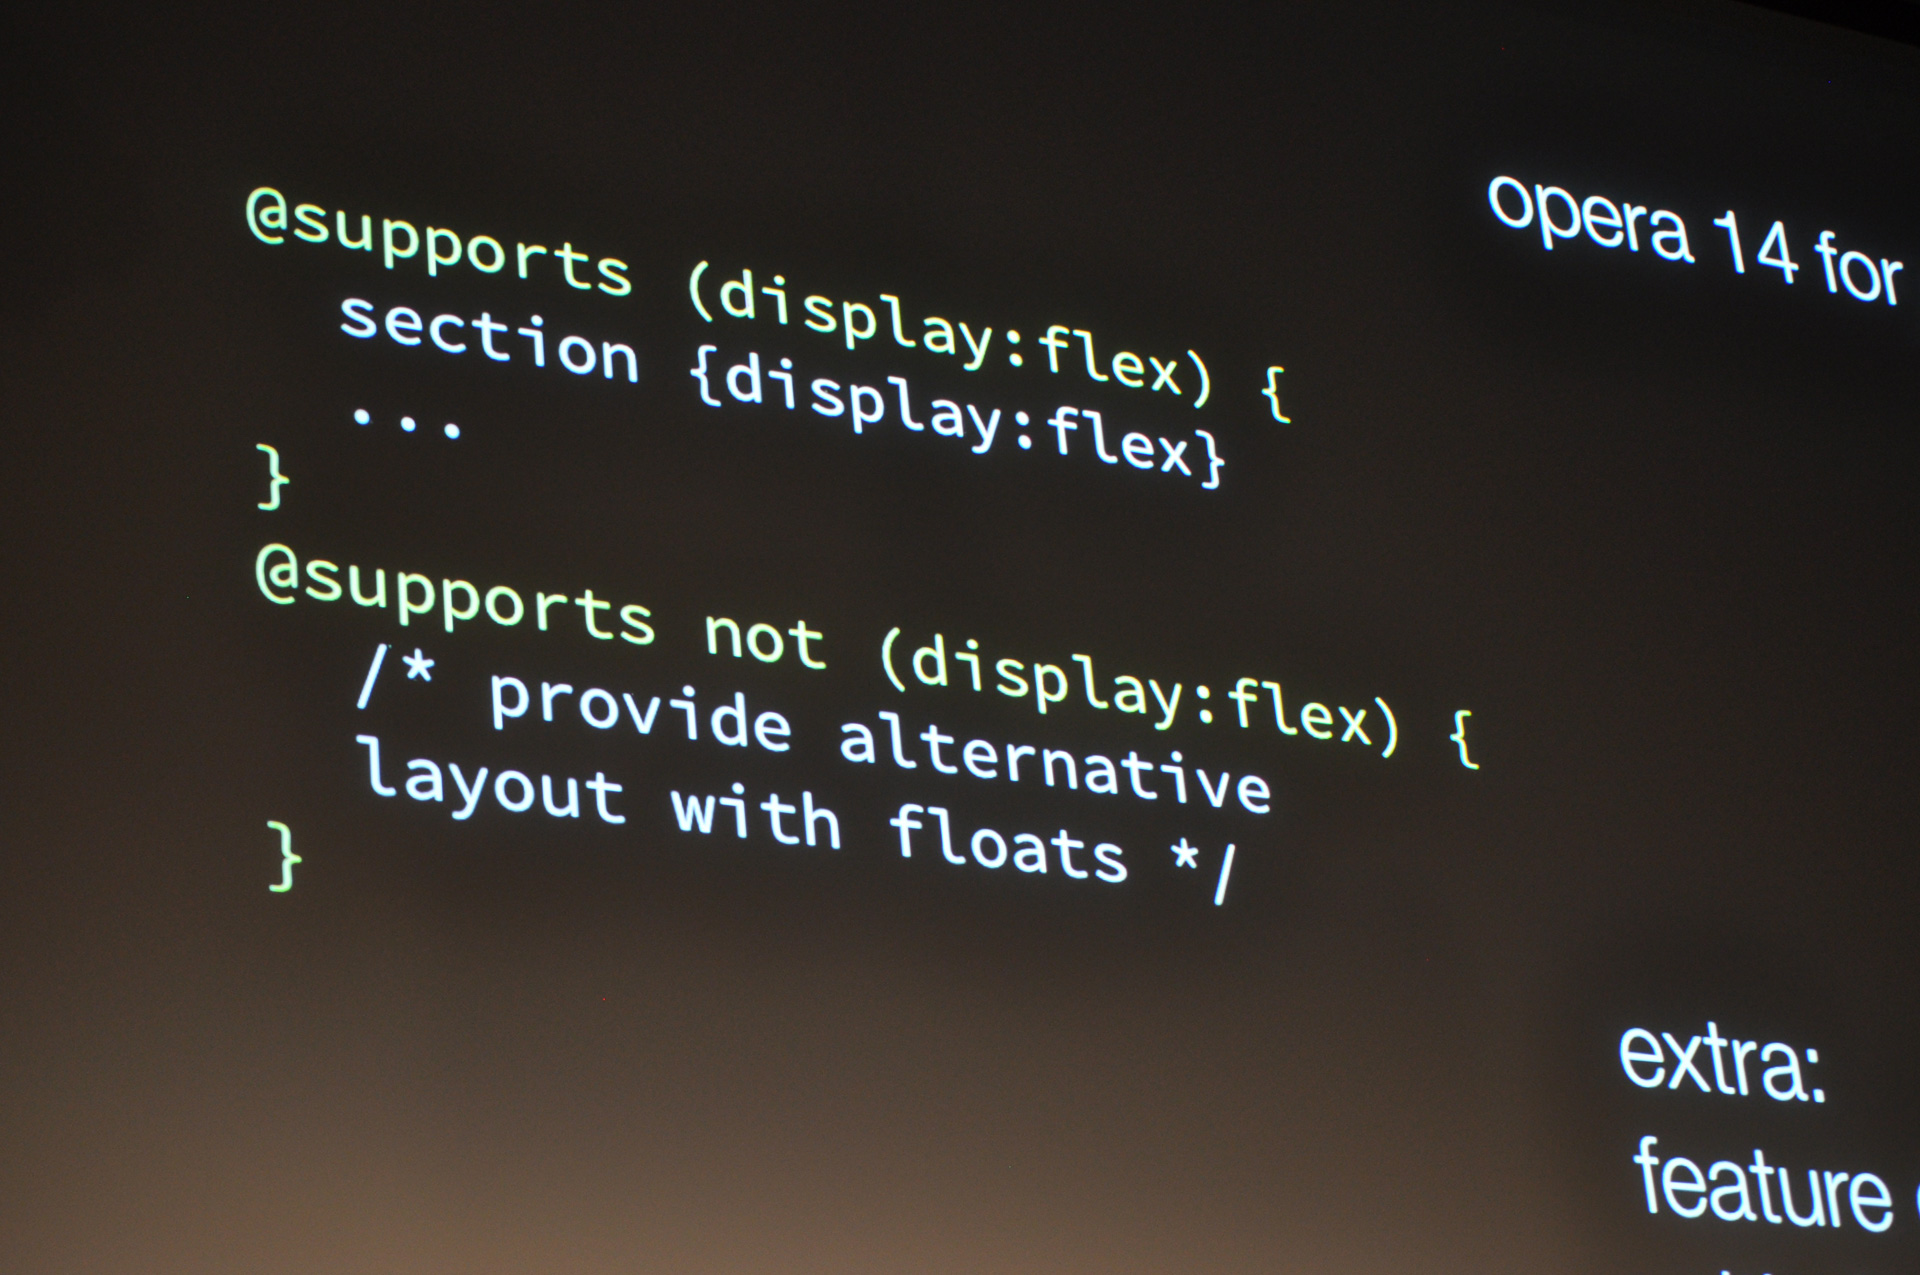 @supports (display:flex) {
section {display:flex}
...
}
@supports not (display:flex) {
/* provide alternative
layout with floats */
}
opera 14 for
extra:
feature